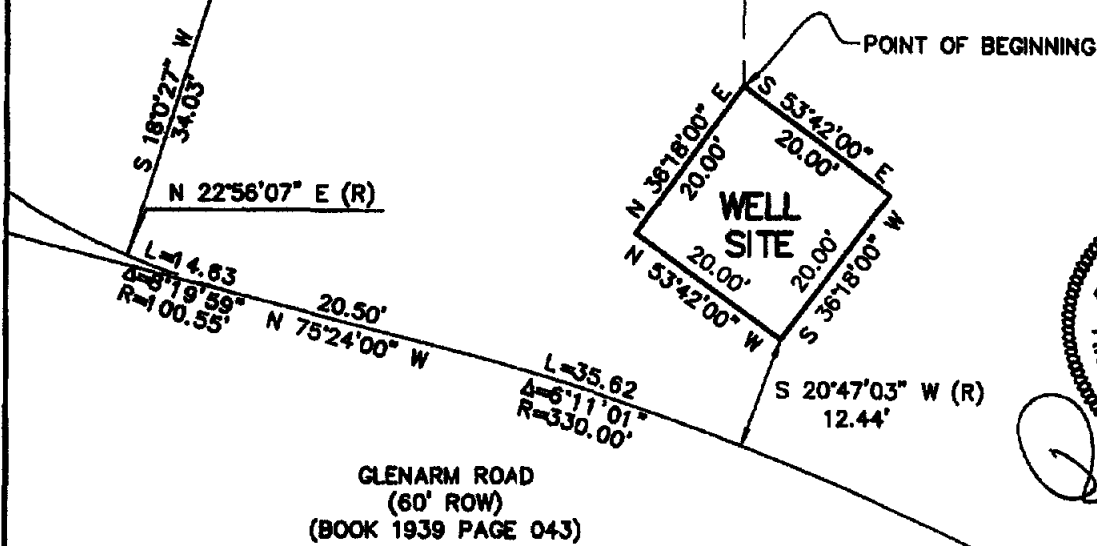 POINT OF BEGINNING
S 18°0'27" W
34.03'
N 22°56'07" E (R)
N 36°18'00" E
20.00'
S 53°42'00" E
20.00'
WELL
SITE
20.00'
N 53°42'00" W
20.00'
S 36°18'00" W
L=14.63
Δ=8°19'59"
R=100.55'
20.50'
N 75°24'00" W
L=35.62
Δ=6°11'01"
R=330.00'
S 20°47'03" W (R)
12.44'
GLENARM ROAD
(60' ROW)
(BOOK 1939 PAGE 043)